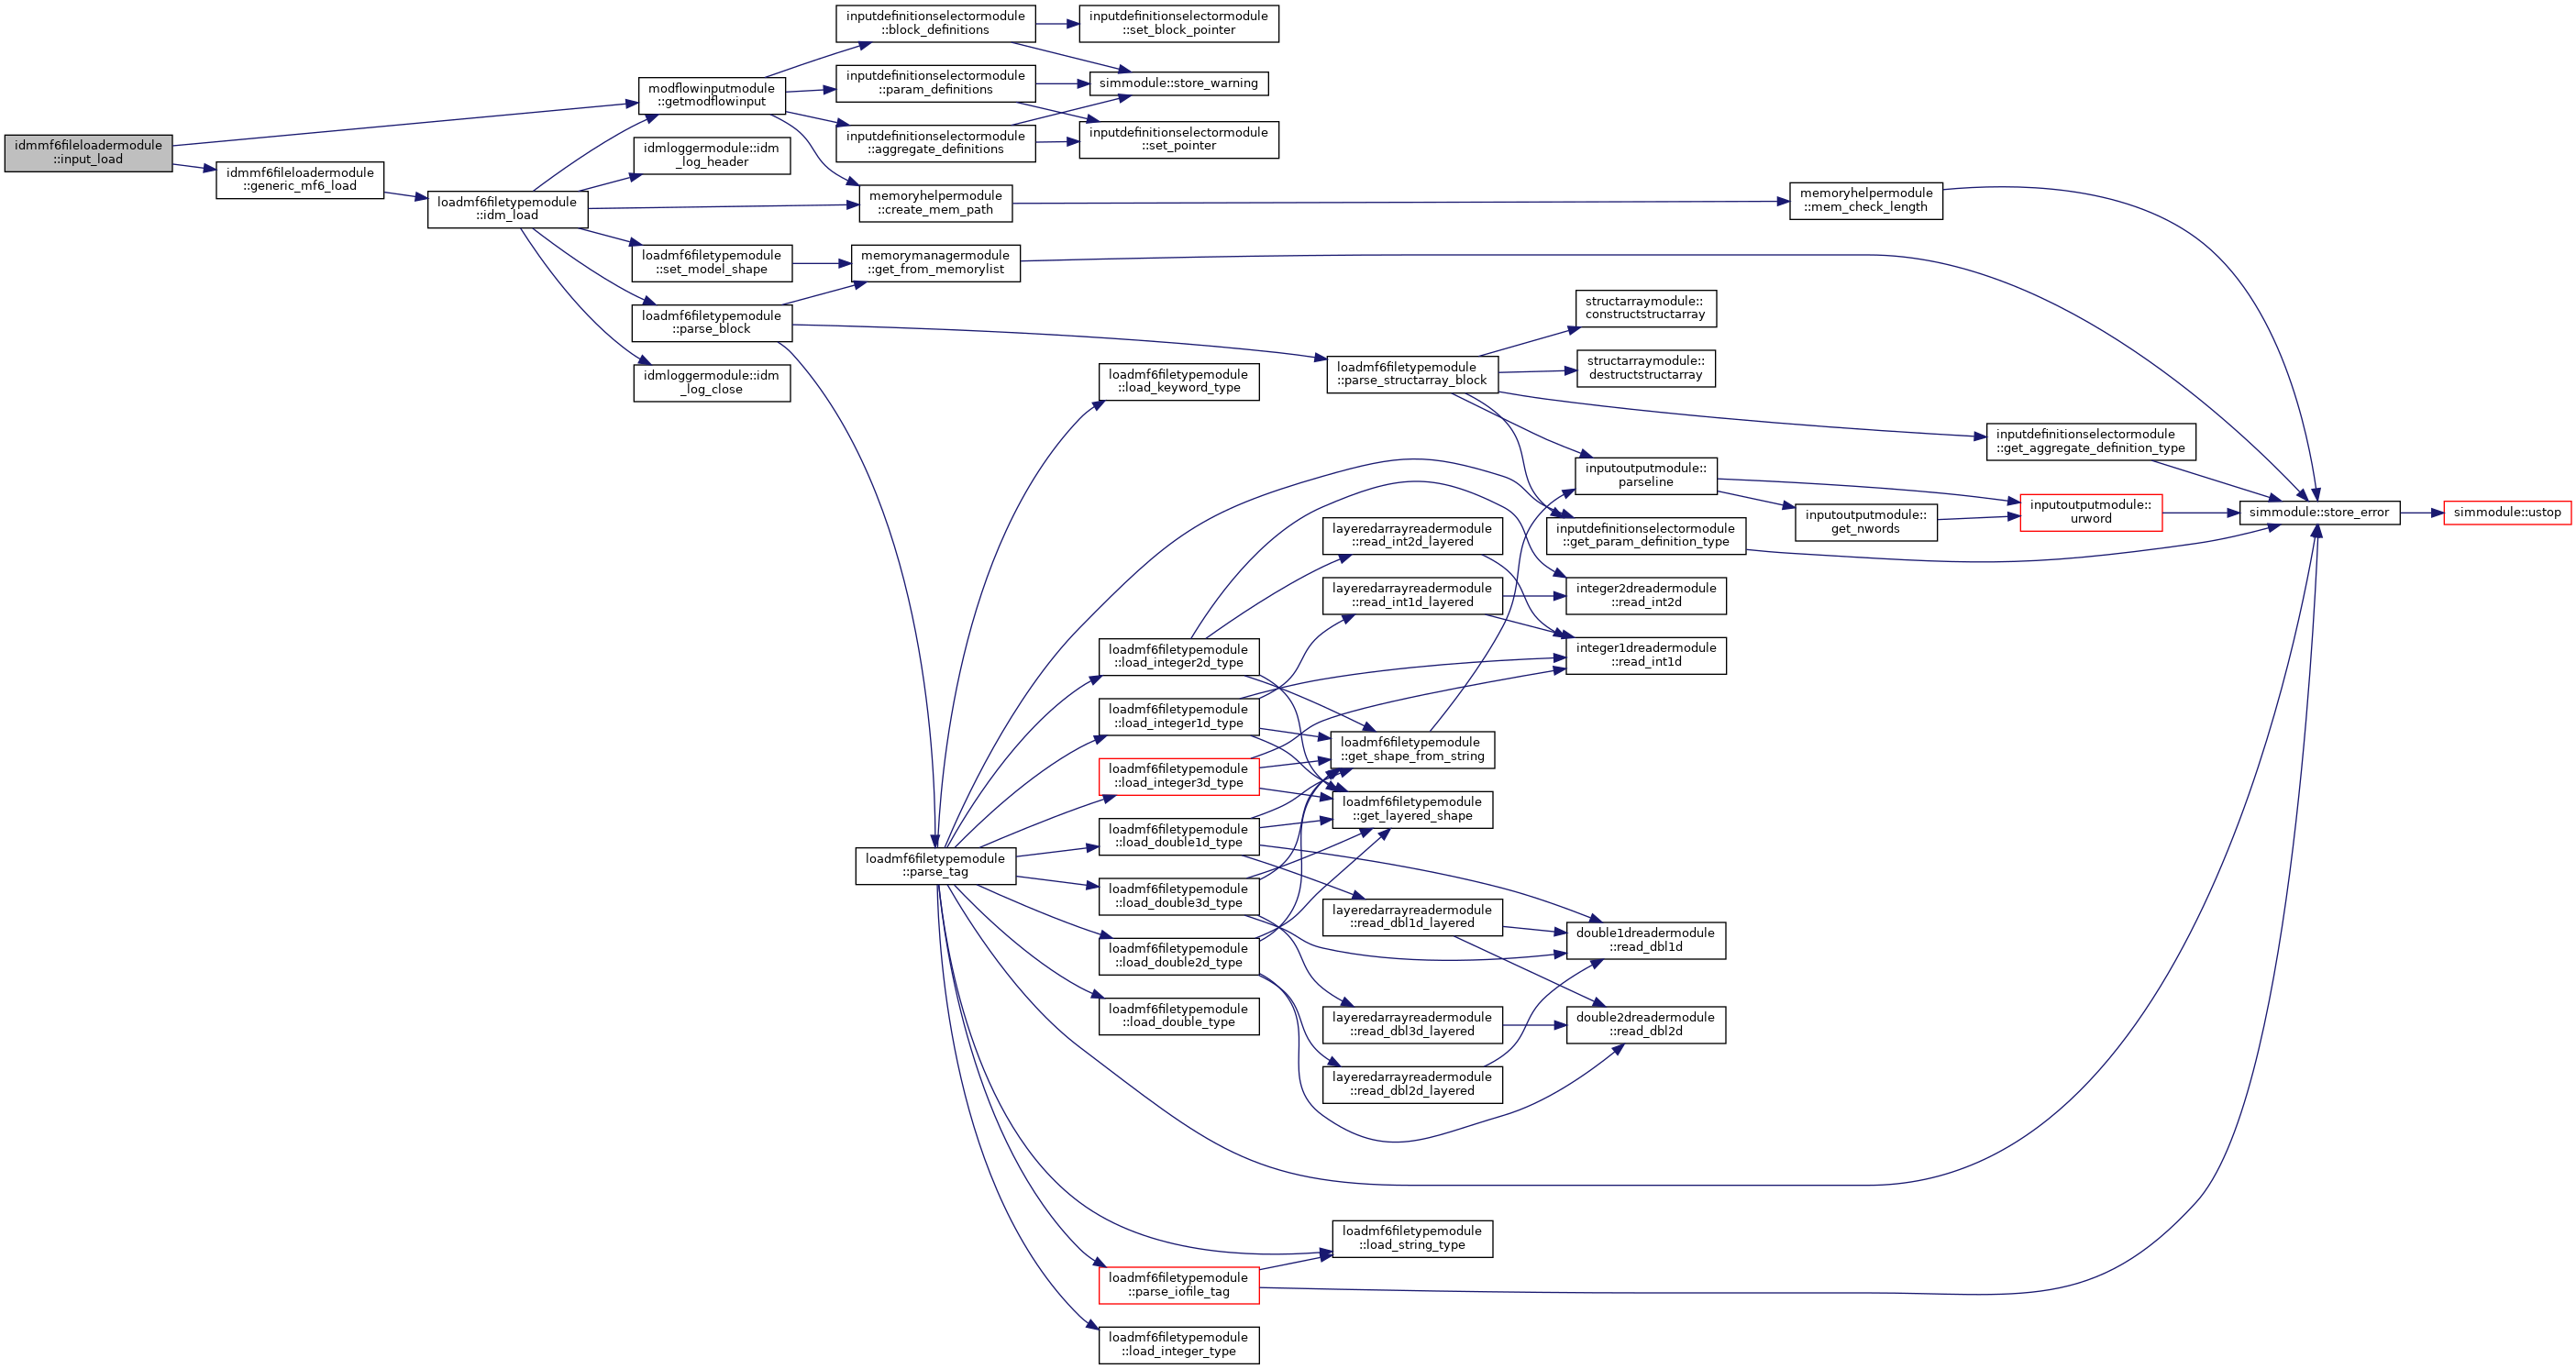 idmmf6fileloadermodule
::input_load
idmmf6fileloadermodule
::generic_mf6_load
loadmf6filetypemodule
::idm_load
modflowinputmodule
::getmodflowinput
idmloggermodule::idm
_log_header
loadmf6filetypemodule
::set_model_shape
loadmf6filetypemodule
::parse_block
idmloggermodule::idm
_log_close
inputdefinitionselectormodule
::block_definitions
inputdefinitionselectormodule
::param_definitions
inputdefinitionselectormodule
::aggregate_definitions
memoryhelpermodule
::create_mem_path
memorymanagermodule
::get_from_memorylist
loadmf6filetypemodule
::parse_tag
inputdefinitionselectormodule
::set_block_pointer
simmodule::store_warning
inputdefinitionselectormodule
::set_pointer
loadmf6filetypemodule
::load_keyword_type
loadmf6filetypemodule
::load_integer2d_type
loadmf6filetypemodule
::load_integer1d_type
loadmf6filetypemodule
::load_integer3d_type
loadmf6filetypemodule
::load_double1d_type
loadmf6filetypemodule
::load_double3d_type
loadmf6filetypemodule
::load_double2d_type
loadmf6filetypemodule
::load_double_type
loadmf6filetypemodule
::parse_iofile_tag
loadmf6filetypemodule
::load_integer_type
loadmf6filetypemodule
::parse_structarray_block
layeredarrayreadermodule
::read_int2d_layered
layeredarrayreadermodule
::read_int1d_layered
loadmf6filetypemodule
::get_shape_from_string
loadmf6filetypemodule
::get_layered_shape
layeredarrayreadermodule
::read_dbl1d_layered
layeredarrayreadermodule
::read_dbl3d_layered
layeredarrayreadermodule
::read_dbl2d_layered
loadmf6filetypemodule
::load_string_type
structarraymodule::
constructstructarray
structarraymodule::
destructstructarray
inputoutputmodule::
parseline
inputdefinitionselectormodule
::get_param_definition_type
integer2dreadermodule
::read_int2d
integer1dreadermodule
::read_int1d
double1dreadermodule
::read_dbl1d
double2dreadermodule
::read_dbl2d
memoryhelpermodule
::mem_check_length
inputoutputmodule::
get_nwords
inputdefinitionselectormodule
::get_aggregate_definition_type
inputoutputmodule::
urword
simmodule::store_error
simmodule::ustop